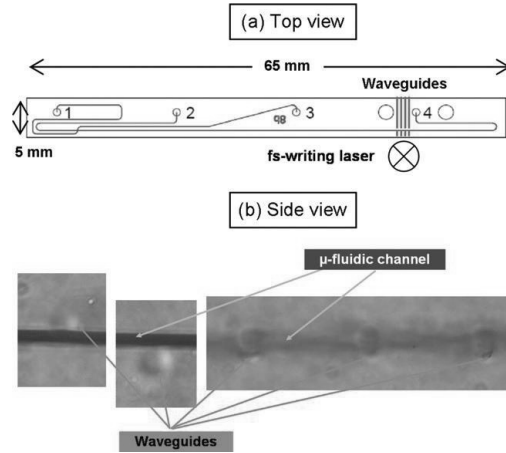 (a) Top view
65 mm
Waveguides
1
2
3
4
5 mm
fs-writing laser
(b) Side view
μ-fluidic channel
Waveguides